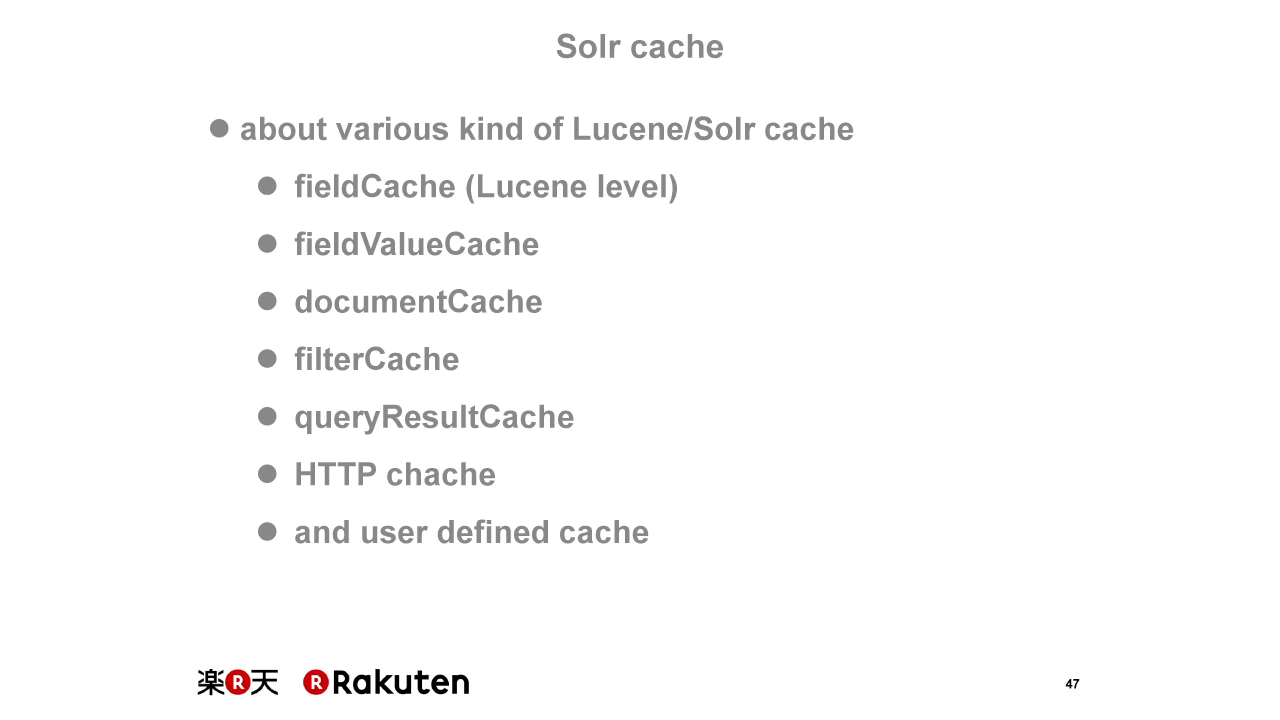 Solr cache
● about various kind of Lucene/Solr cache
● fieldCache (Lucene level)
● fieldValueCache
● documentCache
● filterCache
● queryResultCache
● HTTP chache
● and user defined cache
楽R天 R Rakuten
47